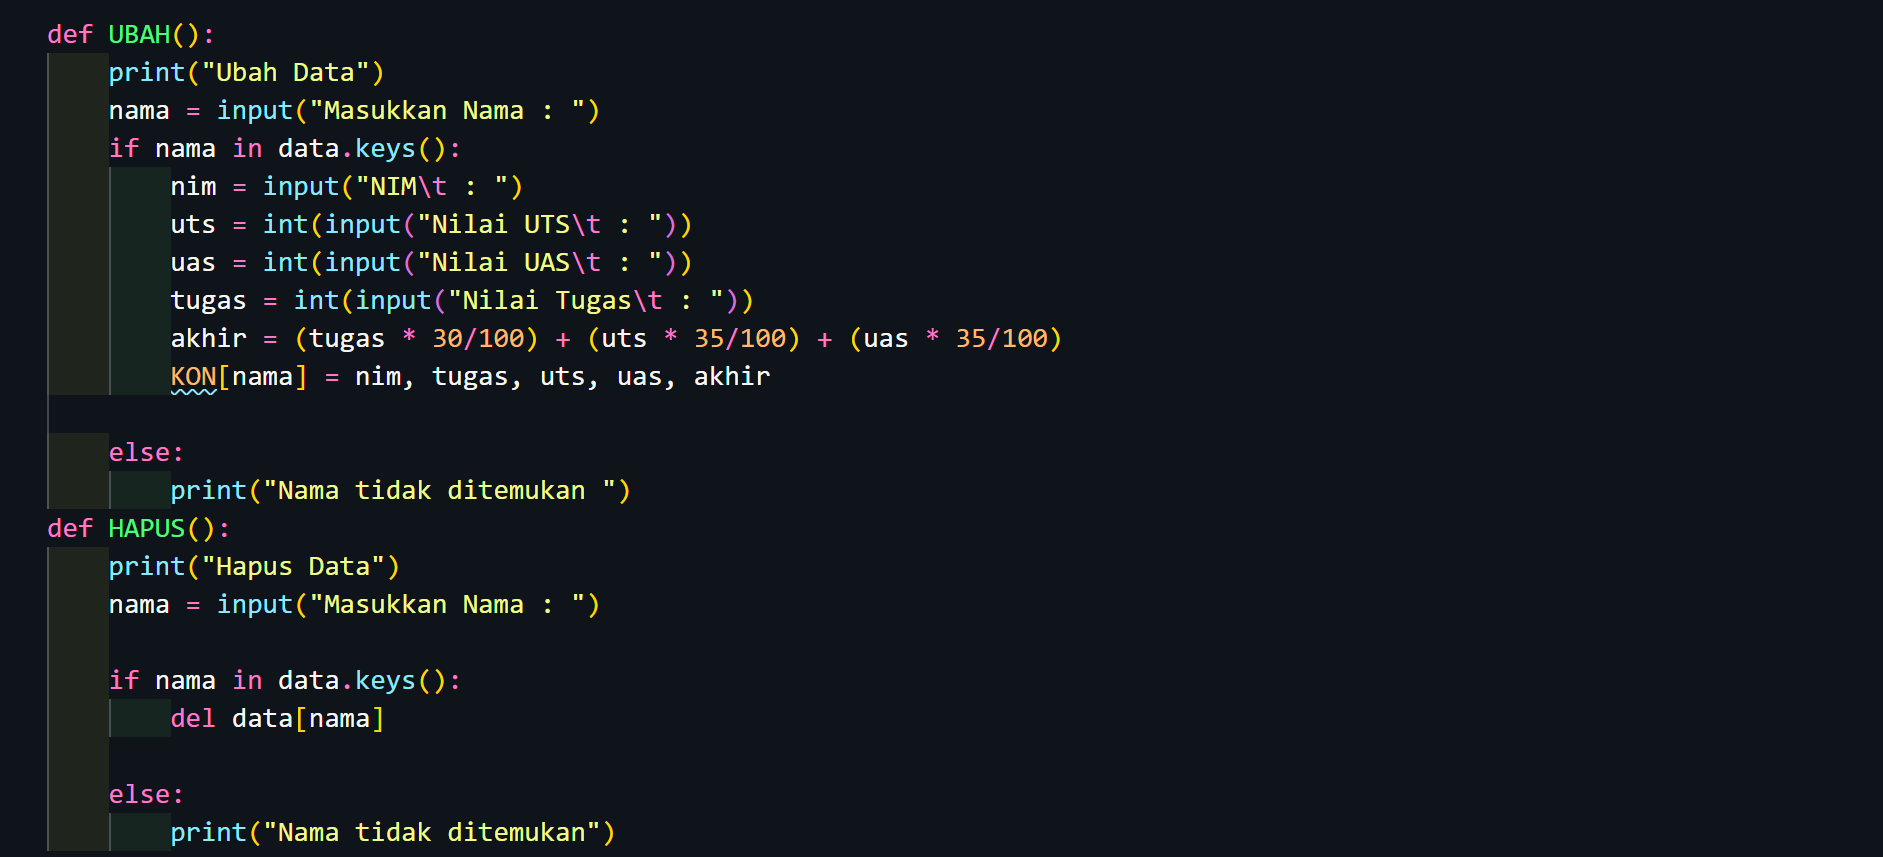 def UBAH():
    print("Ubah Data")
    nama = input("Masukkan Nama : ")
    if nama in data.keys():
        nim = input("NIM\t : ")
        uts = int(input("Nilai UTS\t : "))
        uas = int(input("Nilai UAS\t : "))
        tugas = int(input("Nilai Tugas\t : "))
        akhir = (tugas * 30/100) + (uts * 35/100) + (uas * 35/100)
        KON[nama] = nim, tugas, uts, uas, akhir
    else:
        print("Nama tidak ditemukan ")
def HAPUS():
    print("Hapus Data")
    nama = input("Masukkan Nama : ")
    if nama in data.keys():
        del data[nama]
    else:
        print("Nama tidak ditemukan")